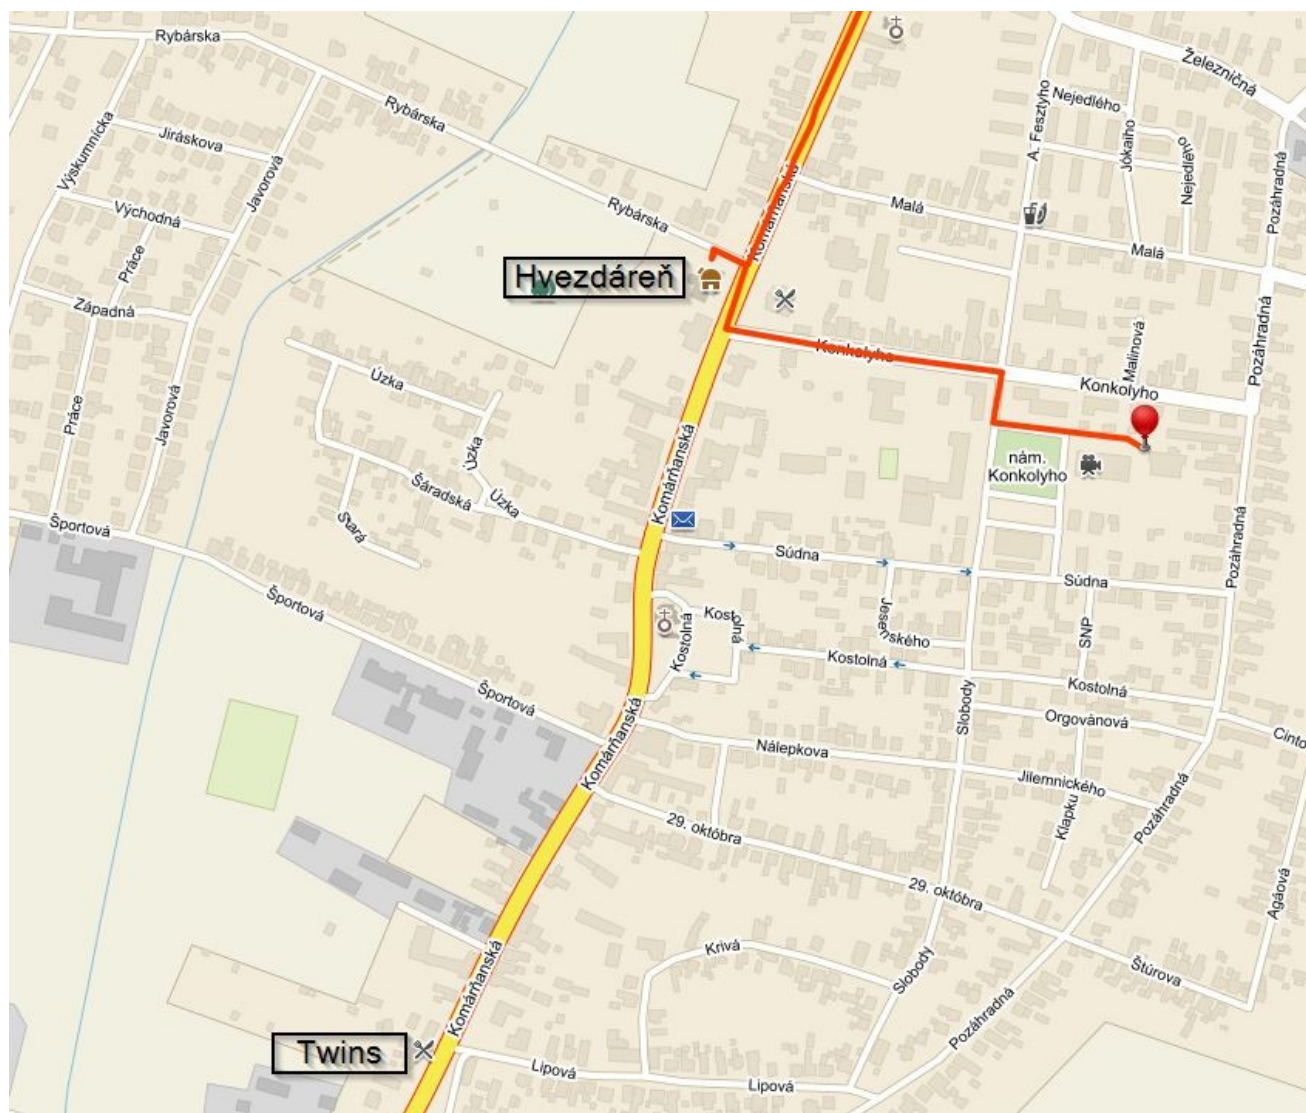 Rybárska
Železničná
Výskumnícka
Jiráskova
Javorová
Rybárska
Nejedlého
A. Fesztyho
Jókaiho
Nejedlého
Pozáhradná
Východná
Práce
Rybárska
Komárňanská
Komárňanská
Malá
Malá
Hvezdáreň
Západná
Konkolyho
Malinová
Pozáhradná
Konkolyho
Úzka
Práce
Javorová
Úzka
nám.
Konkolyho
Šáradská
Úzka
Komárňanská
Stará
Športová
Súdna
Súdna
Pozáhradná
Športová
Kostolná
Kostolná
Kostolná
Jesenského
SNP
Kostolná
Kostolná
Športová
Slobody
Orgovánová
Cinto
Komárňanská
Nálepkova
Jilemnického
Klapku
Pozáhradná
29. októbra
29. októbra
Agáová
Krivá
Slobody
Štúrova
Komárňanská
Pozáhradná
Twins
Lipová
Lipová